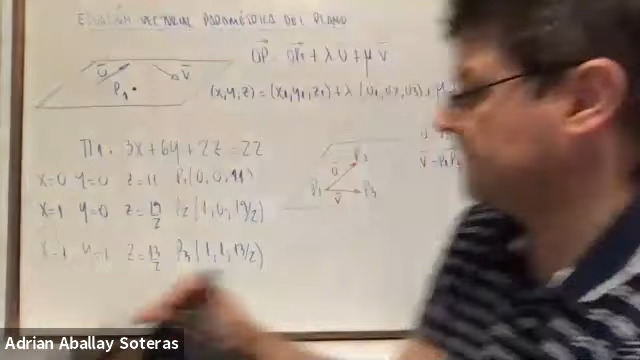 ECUACIÓN VECTORIAL PARAMÉTRICA DEL PLANO
OP = OP1 + λ U + μ V
U V
P1
(x,y,z) = (x1,y1,z1) + λ (U1,U2,U3) + μ
Π1. 3x+6y+2z=22
x=0 y=0 z=11 P1(0,0,11)
x=1 y=0 z=19/2 P2(1,0,19/2)
x=1 y=1 z=13/2 P3(1,1,13/2)
U P2
P1 V P3
V = P1P
Adrian Aballay Soteras